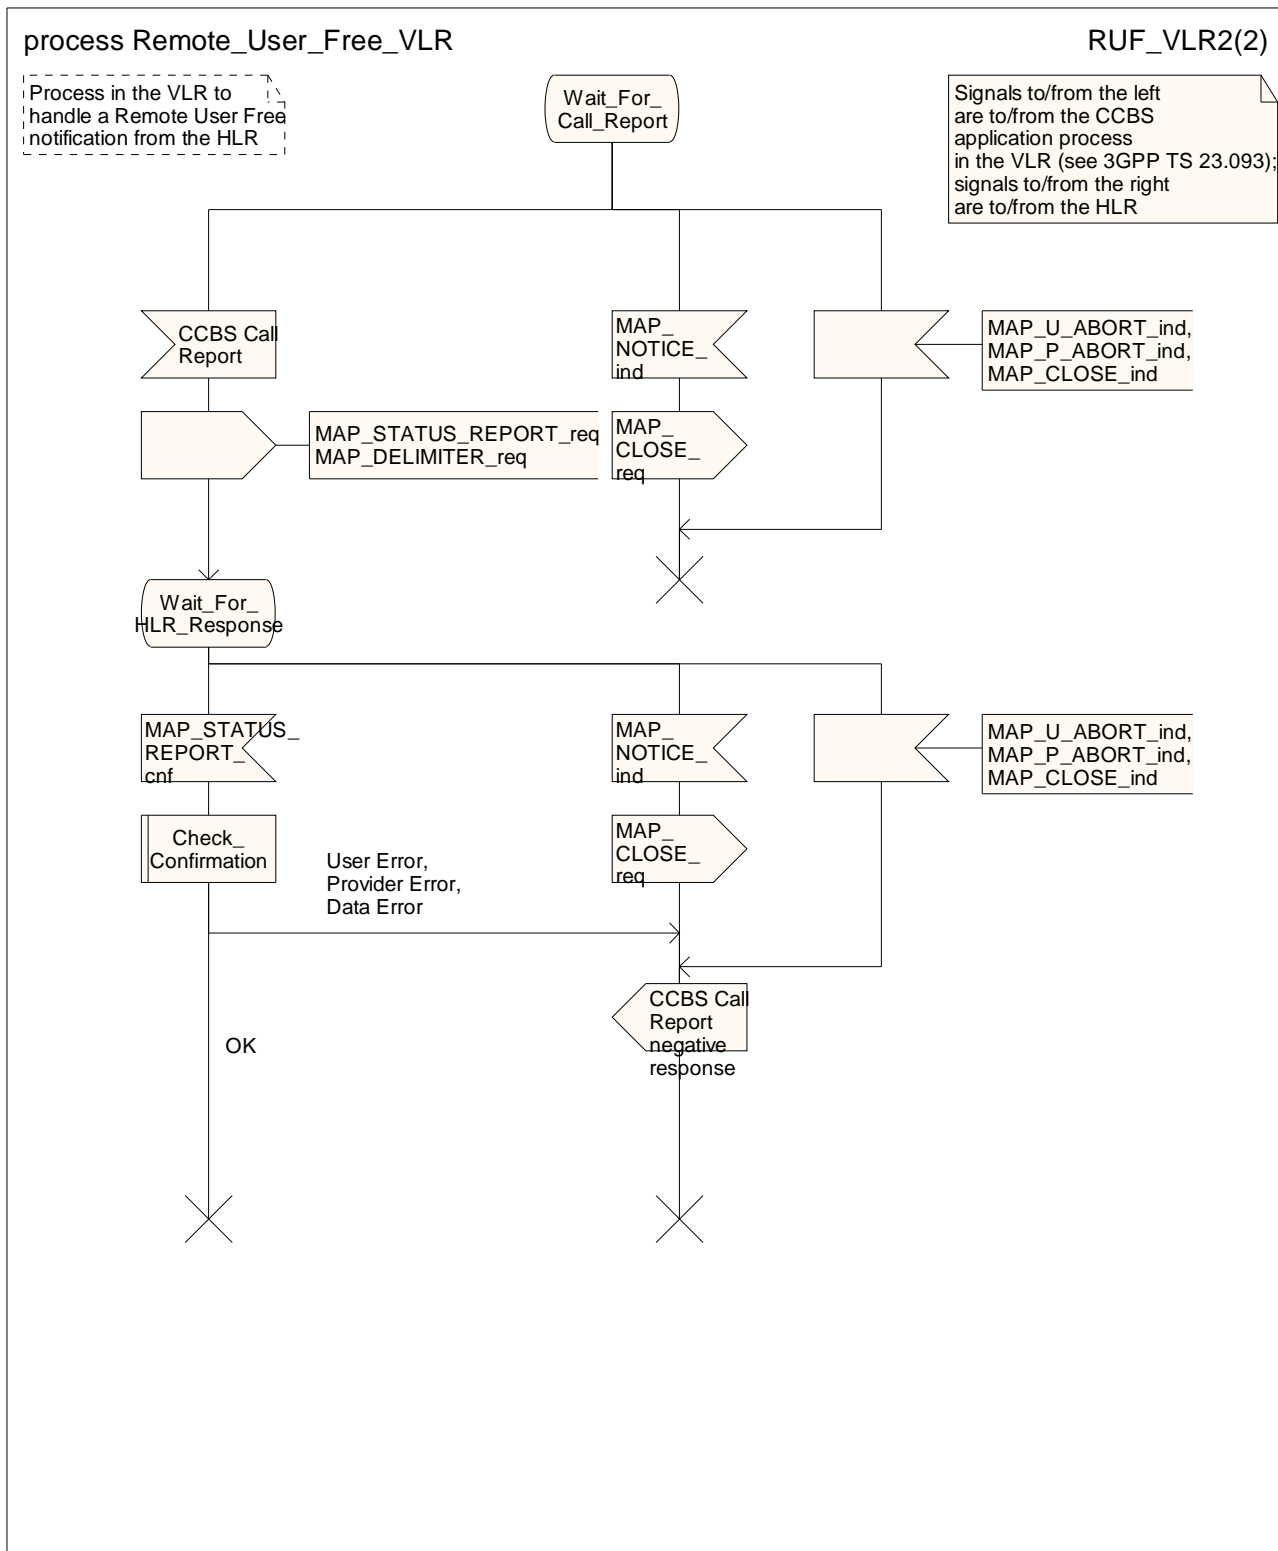 process Remote_User_Free_VLR
RUF_VLR2(2)
Process in the VLR to
handle a Remote User Free
notification from the HLR
Wait_For_
Call_Report
Signals to/from the left
are to/from the CCBS
application process
in the VLR (see 3GPP TS 23.093);
signals to/from the right
are to/from the HLR
CCBS Call
Report
MAP_
NOTICE_
ind
MAP_U_ABORT_ind,
MAP_P_ABORT_ind,
MAP_CLOSE_ind
MAP_STATUS_REPORT_req
MAP_DELIMITER_req
MAP_
CLOSE_
req
Wait_For_
HLR_Response
MAP_STATUS_
REPORT_
cnf
MAP_
NOTICE_
ind
MAP_U_ABORT_ind,
MAP_P_ABORT_ind,
MAP_CLOSE_ind
Check_
Confirmation
User Error,
Provider Error,
Data Error
MAP_
CLOSE_
req
CCBS Call
Report
negative
response
OK